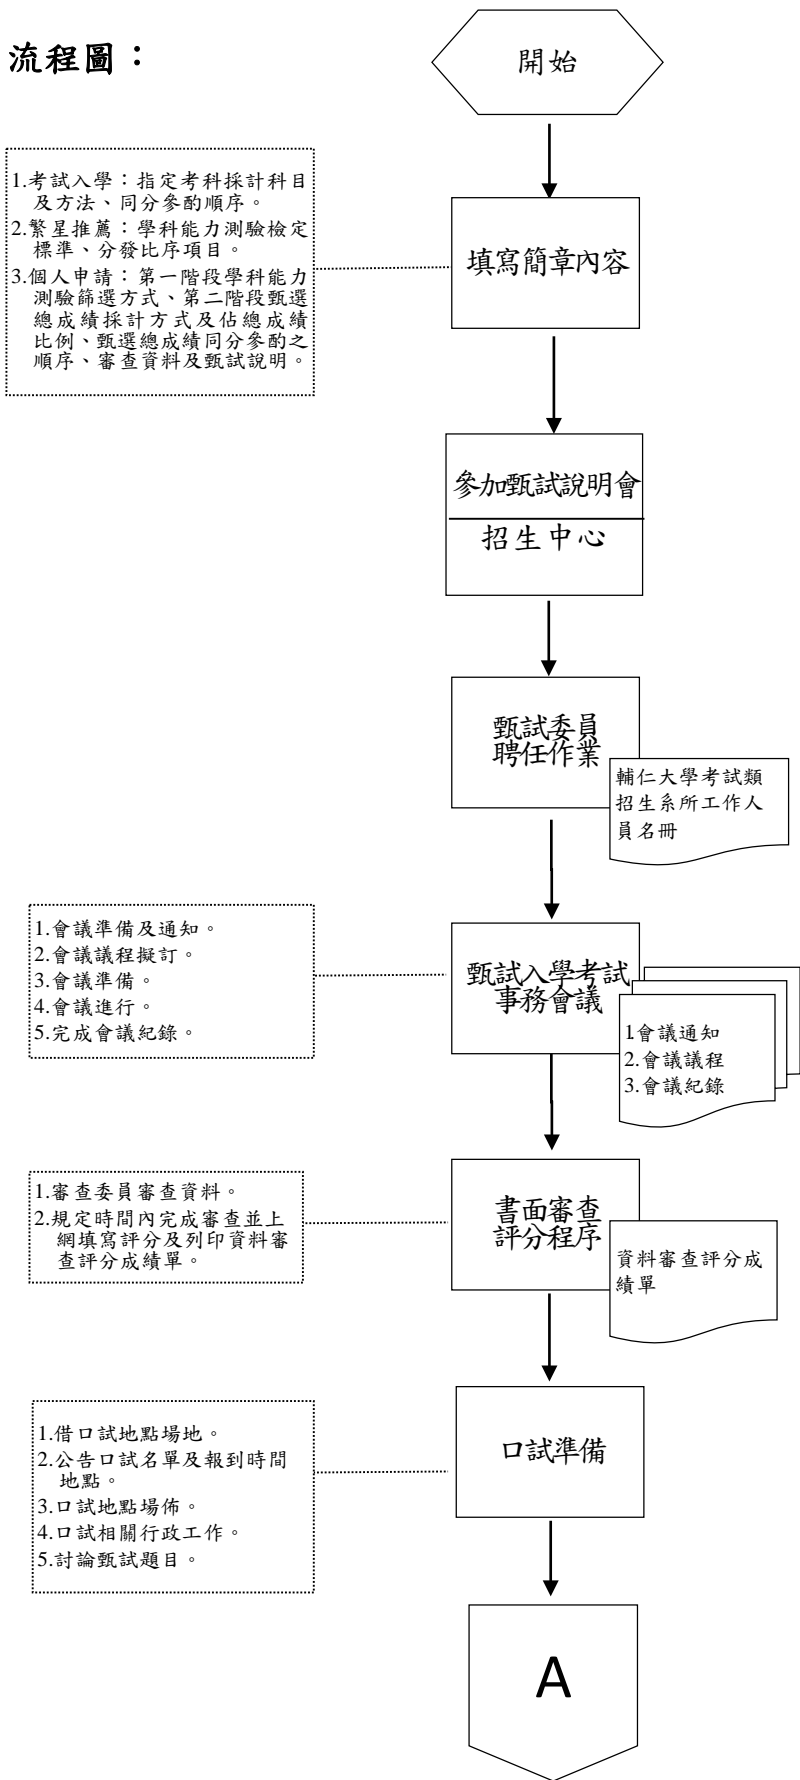 流程圖：
開始
1.考試入學：指定考科採計科目
及方法、同分參酌順序。
2.繁星推薦：學科能力測驗檢定
標準、分發比序項目。
3.個人申請：第一階段學科能力
測驗篩選方式、第二階段甄選
總成績採計方式及佔總成績
比例、甄選總成績同分參酌之
順序、審查資料及甄試說明。
填寫簡章內容
參加甄試說明會
招生中心
甄試委員
聘任作業
輔仁大學考試類
招生系所工作人
員名冊
1.會議準備及通知。
2.會議議程擬訂。
3.會議準備。
4.會議進行。
5.完成會議紀錄。
甄試入學考試
事務會議
1.會議通知
2.會議議程
3.會議紀錄
1.審查委員審查資料。
2.規定時間內完成審查並上
網填寫評分及列印資料審
查評分成績單。
書面審查
評分程序
資料審查評分成
績單
1.借口試地點場地。
2.公告口試名單及報到時間
地點。
3.口試地點場佈。
4.口試相關行政工作。
5.討論甄試題目。
口試準備
A